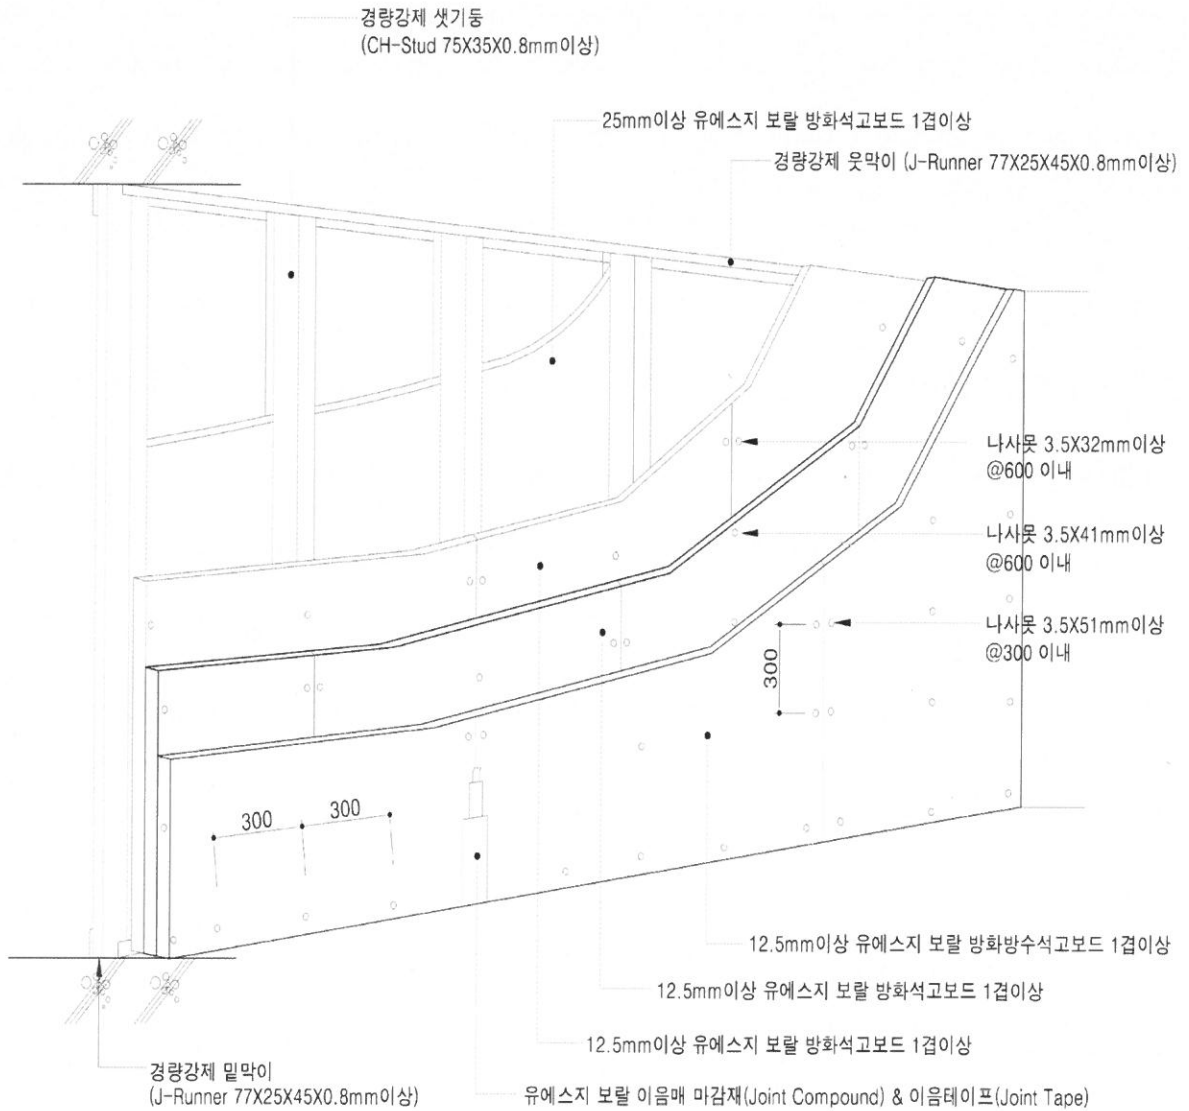 경량강제 샛기둥
(CH-Stud 75X35X0.8mm이상)
25mm이상 유에스지 보랄 방화석고보드 1겹이상
경량강제 웃막이 (J-Runner 77X25X45X0.8mm이상)
나사못 3.5X32mm이상
@600 이내
나사못 3.5X41mm이상
@600 이내
나사못 3.5X51mm이상
@300 이내
300
300
300
12.5mm이상 유에스지 보랄 방화방수석고보드 1겹이상
12.5mm이상 유에스지 보랄 방화석고보드 1겹이상
12.5mm이상 유에스지 보랄 방화석고보드 1겹이상
경량강제 밑막이
(J-Runner 77X25X45X0.8mm이상)
유에스지 보랄 이음매 마감재(Joint Compound) & 이음테이프(Joint Tape)